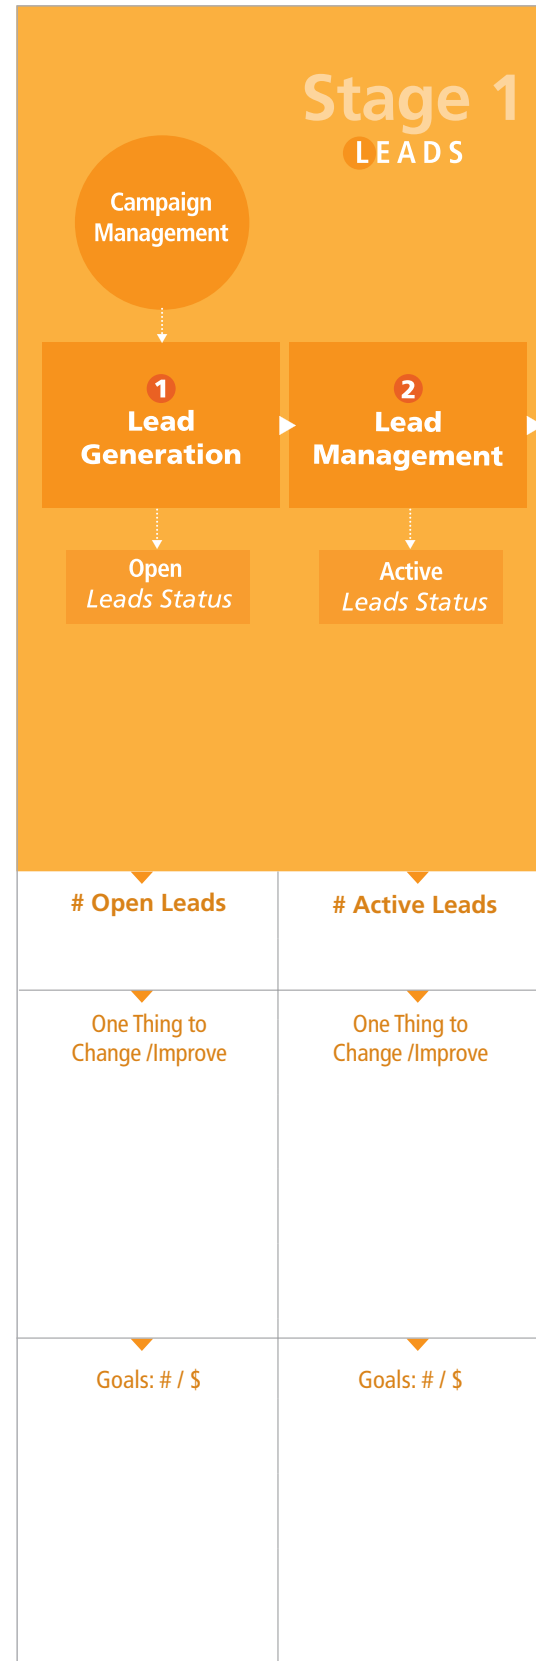 Stage 1
LEADS
Campaign
Management
1
Lead
Generation
2
Lead
Management
Open
Leads Status
Active
Leads Status
# Open Leads
# Active Leads
One Thing to
Change /Improve
One Thing to
Change /Improve
Goals: # / $
Goals: # / $